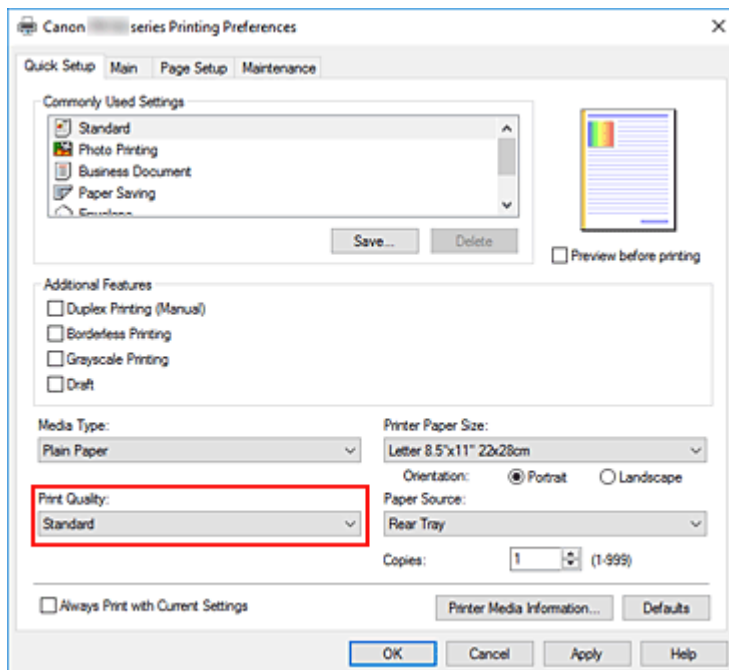 Canon series Printing Preferences
Quick Setup Main Page Setup Maintenance
Commonly Used Settings
Standard
Photo Printing
Business Document
Paper Saving
Envelope
Save... Delete
Preview before printing
Additional Features
Duplex Printing (Manual)
Borderless Printing
Grayscale Printing
Draft
Media Type:
Plain Paper
Printer Paper Size:
Letter 8.5"x11" 22x28cm
Orientation: Portrait Landscape
Print Quality:
Standard
Paper Source:
Rear Tray
Copies: 1 (1-999)
Always Print with Current Settings
Printer Media Information... Defaults
OK Cancel Apply Help